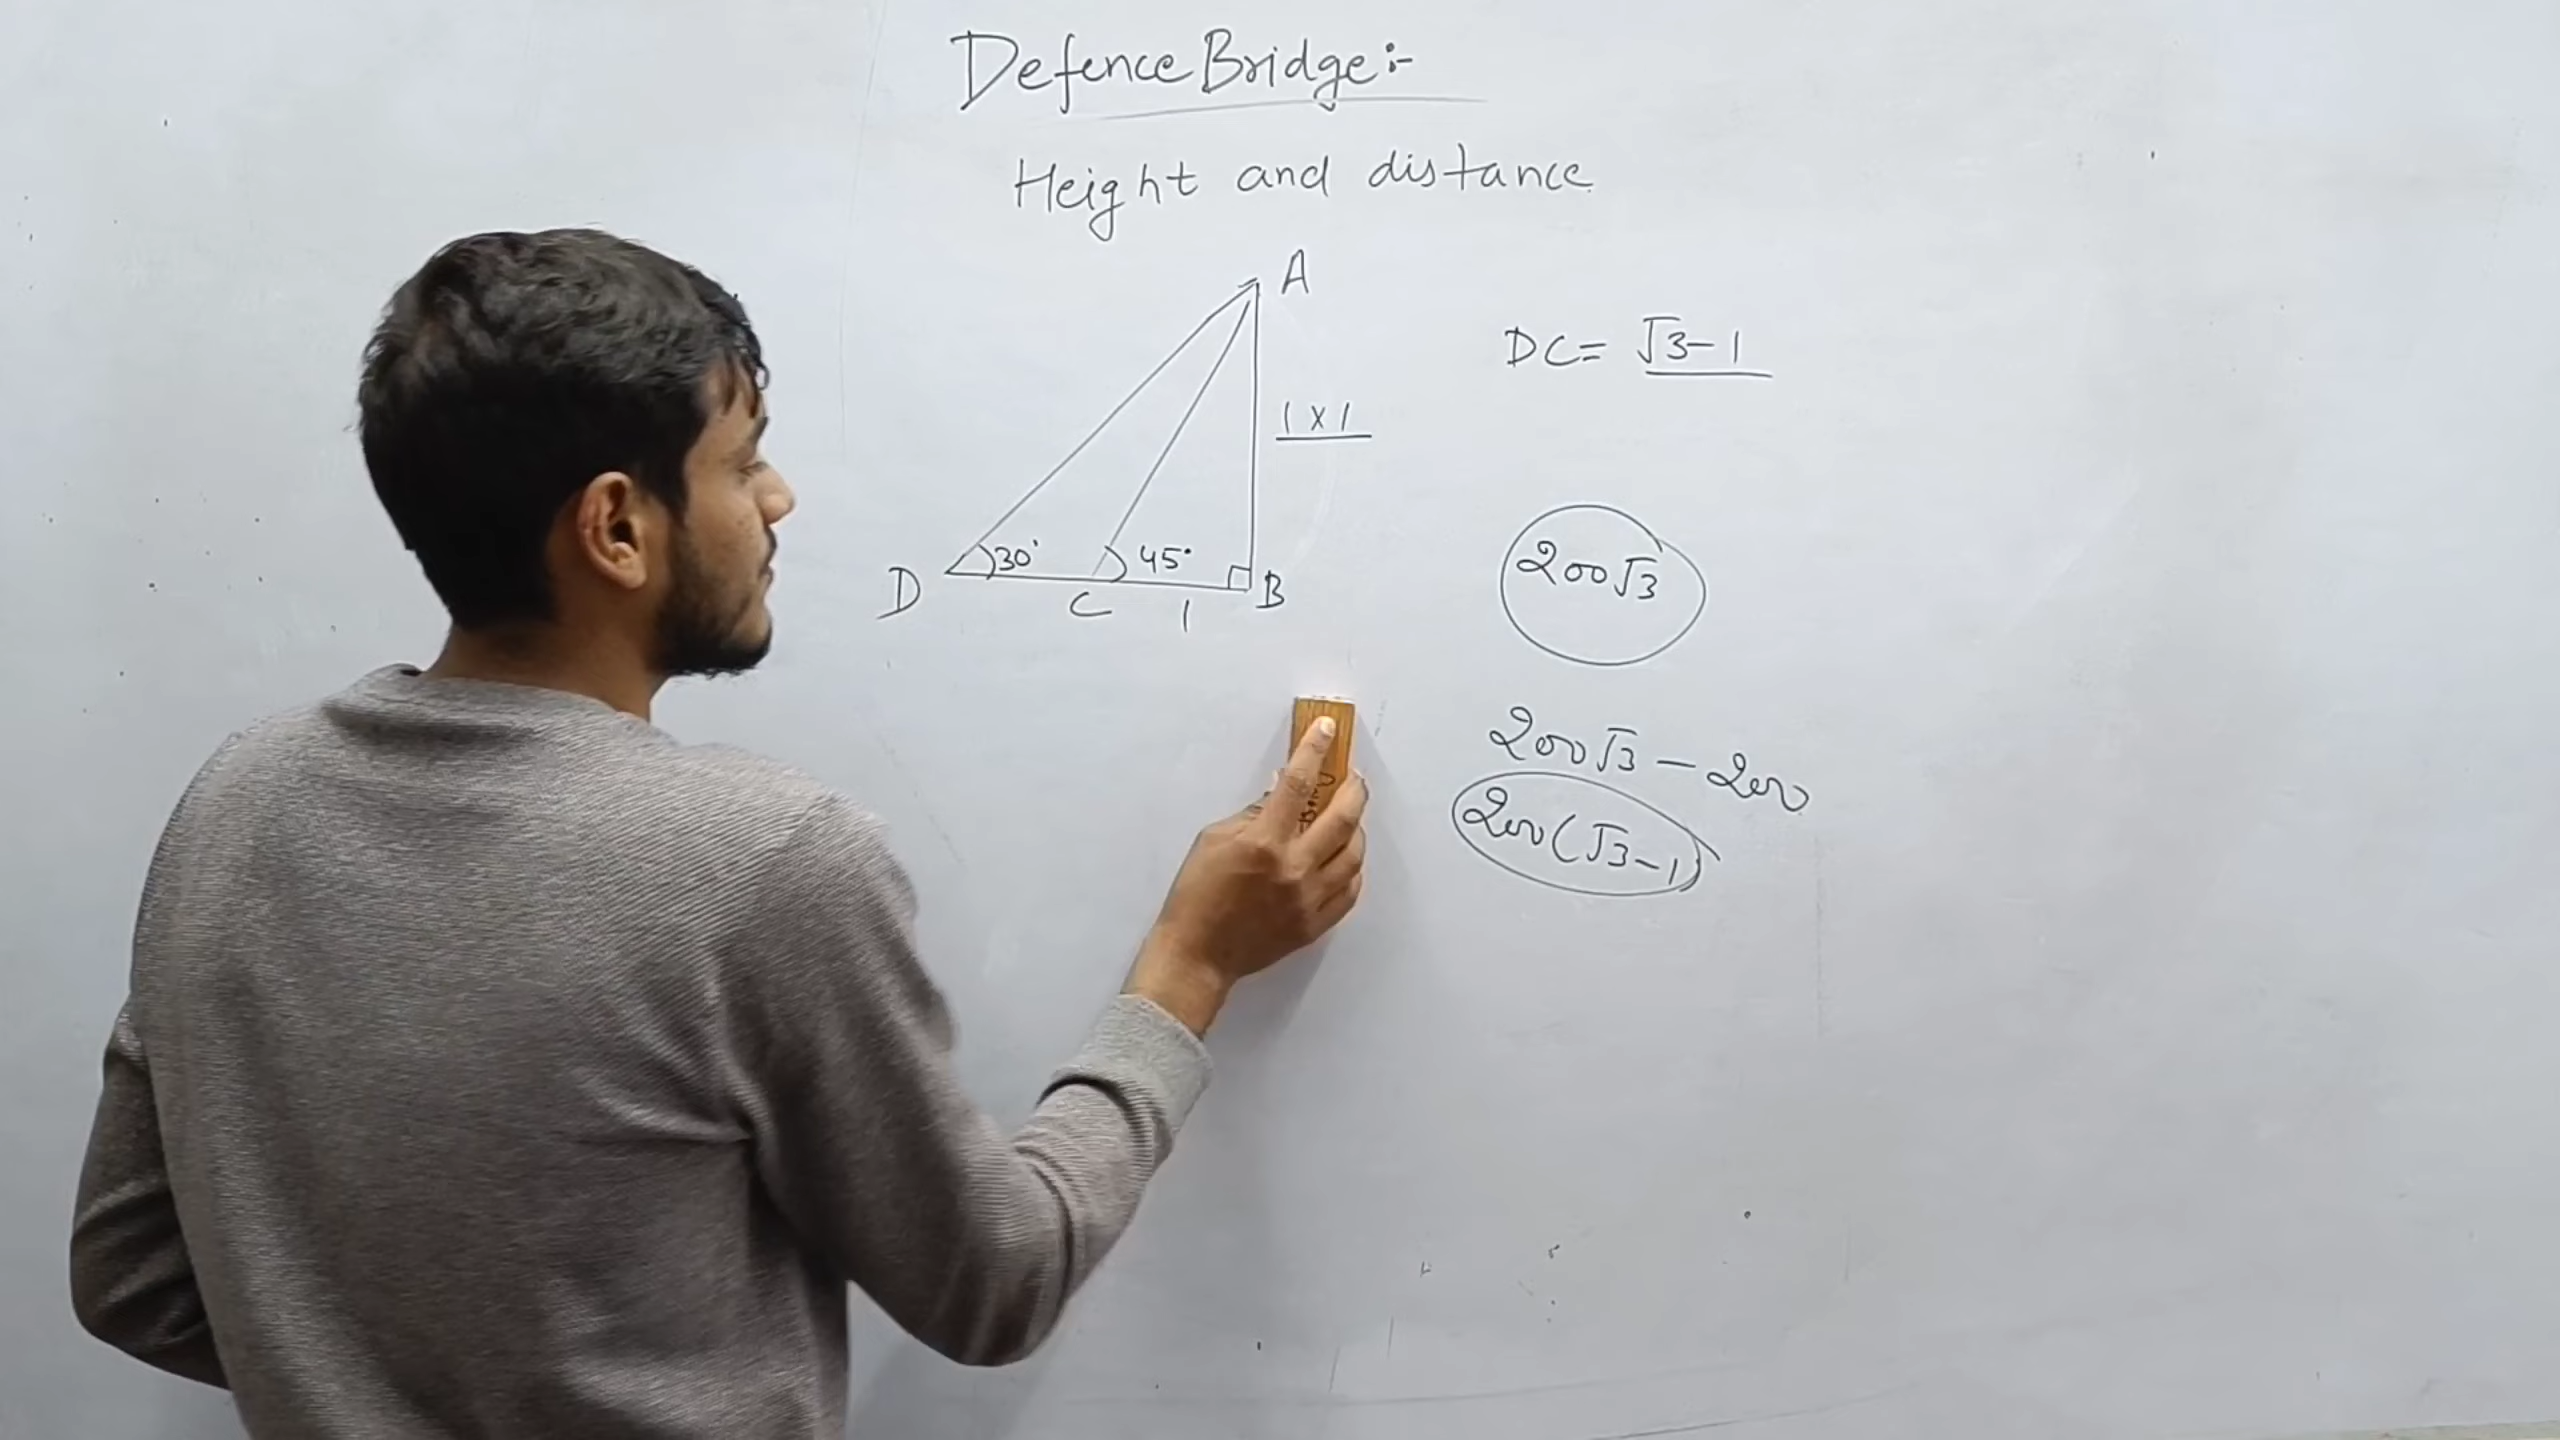 Defence Bridge:-
Height and distance
A
DC = √3-1
1 x 1
D 30° C 45° B
1
200√3
200√3 - 200
200(√3-1)